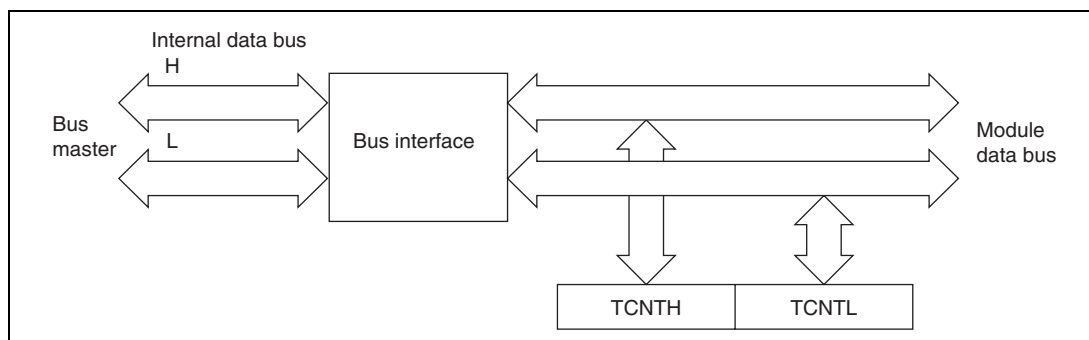 Internal data bus
H
Bus
master
L
Bus interface
Module
data bus
TCNTH
TCNTL